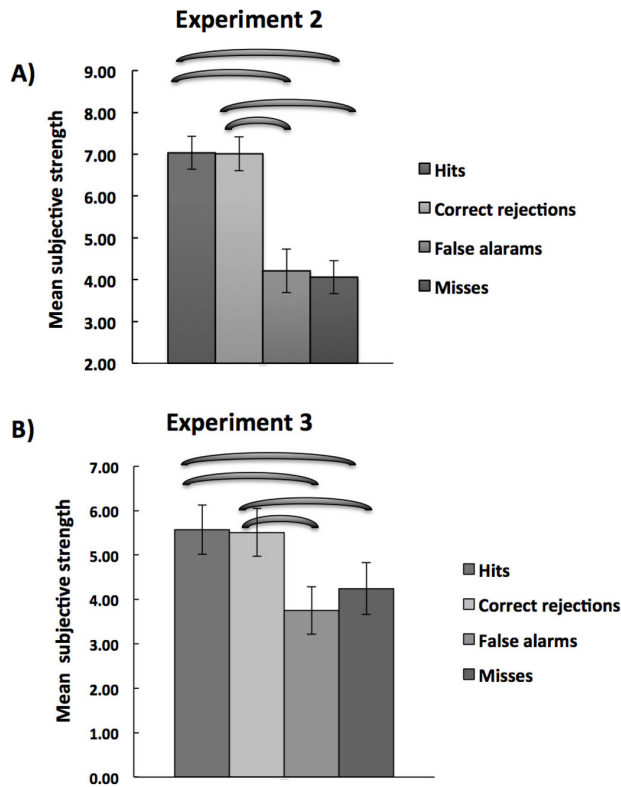 Experiment 2
A)
Mean subjective strength
9.00
8.00
7.00
6.00
5.00
4.00
3.00
2.00
Hits
Correct rejections
False alarams
Misses
Experiment 3
B)
Mean subjective strength
7.00
6.00
5.00
4.00
3.00
2.00
1.00
0.00
Hits
Correct rejections
False alarms
Misses